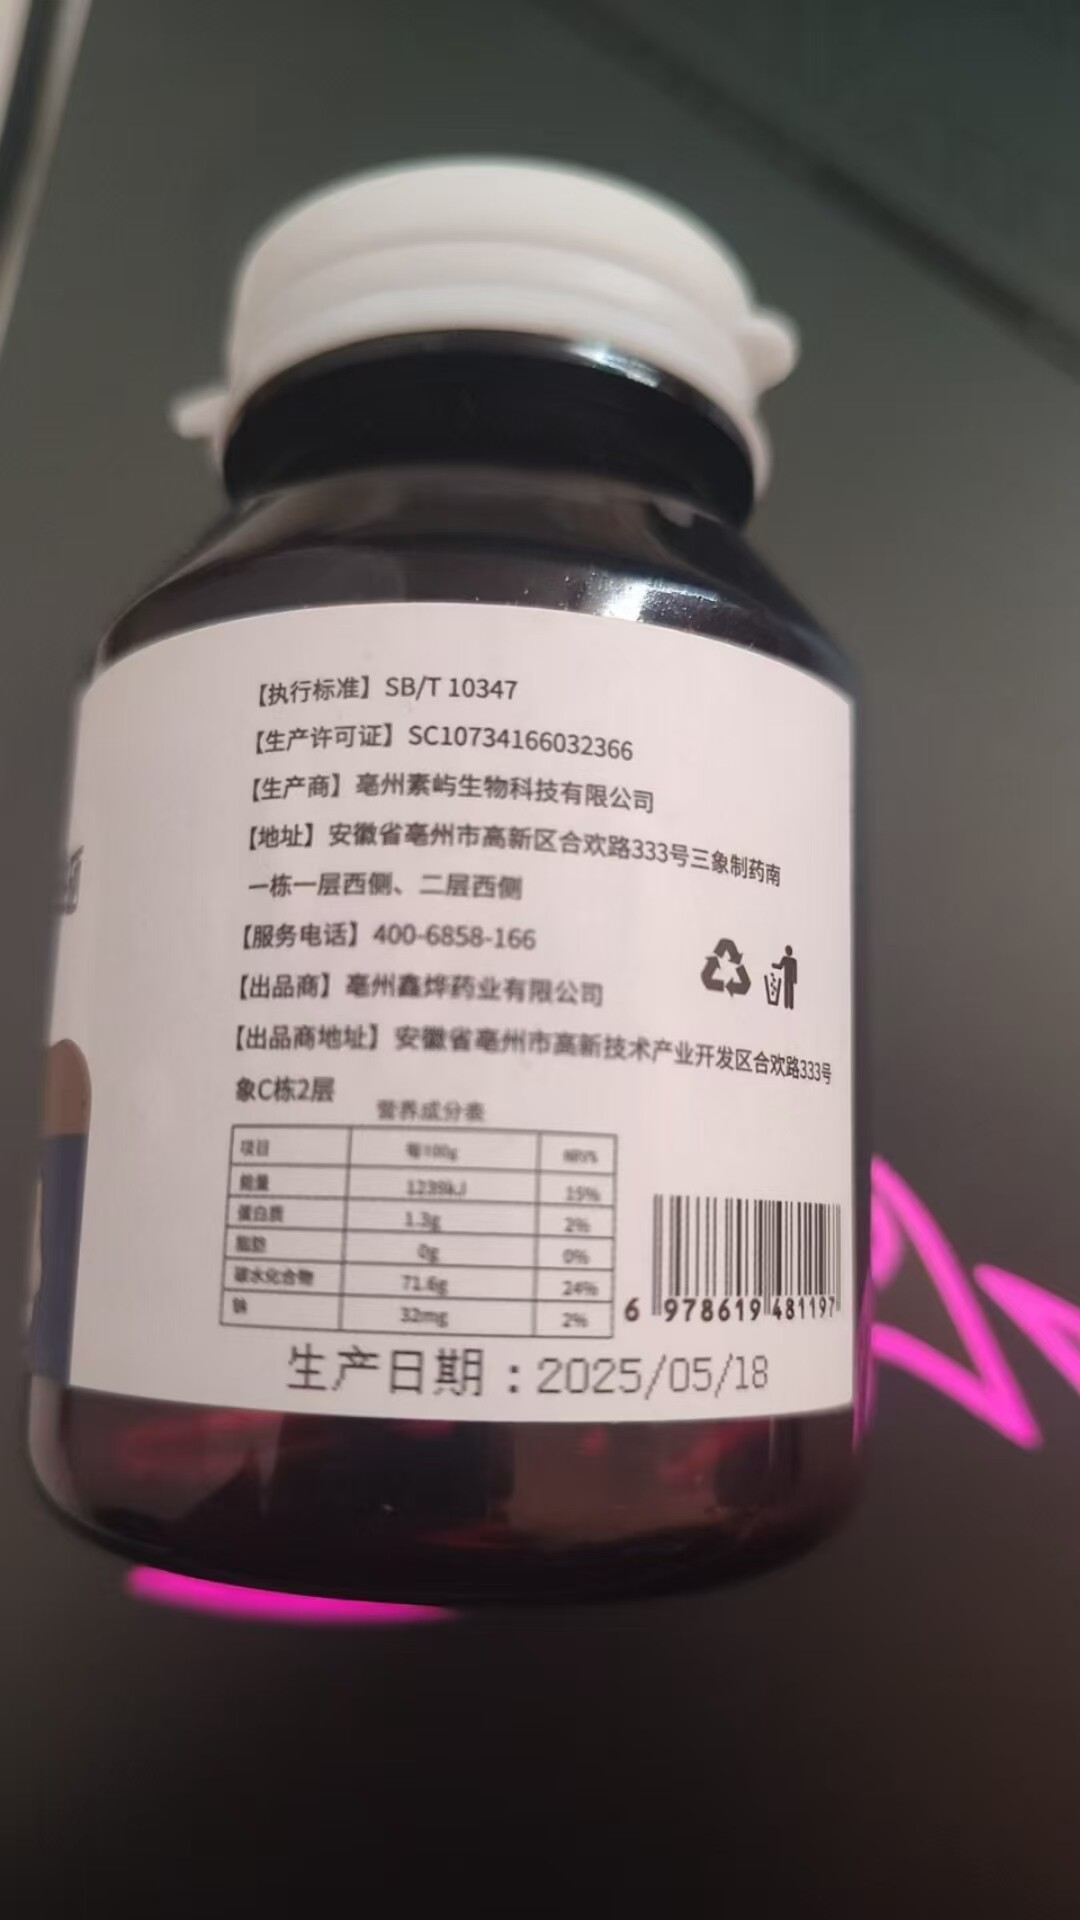 【执行标准】SB/T 10347
【生产许可证】SC10734166032366
【生产商】亳州素屿生物科技有限公司
【地址】安徽省亳州市高新区合欢路333号三象制药南
一栋一层西侧、二层西侧
【服务电话】400-6858-166
【出品商】亳州鑫烨药业有限公司
【出品商地址】安徽省亳州市高新技术产业开发区合欢路333号
象C栋2层
营养成分表
项目 每100g NRV%
能量 1238kJ 15%
蛋白质 1.3g 2%
脂肪 0g 0%
碳水化合物 71.6g 24%
钠 32mg 2%
6 978619 481197
生产日期：2025/05/18